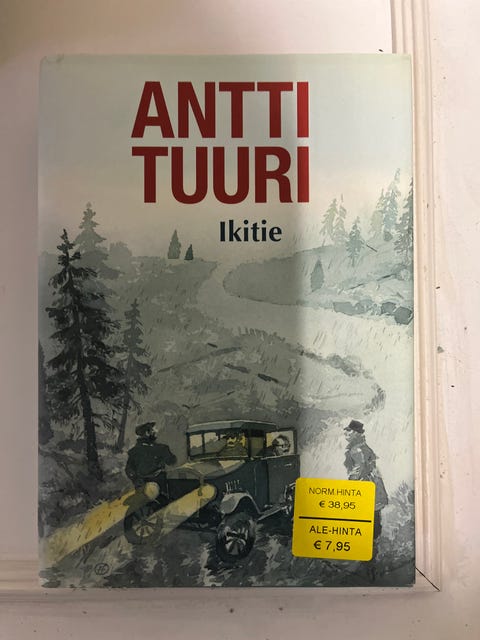 ANTTI
TUURI
Ikitie
NORM.HINTA
€ 38,95
ALE-HINTA
€ 7,95